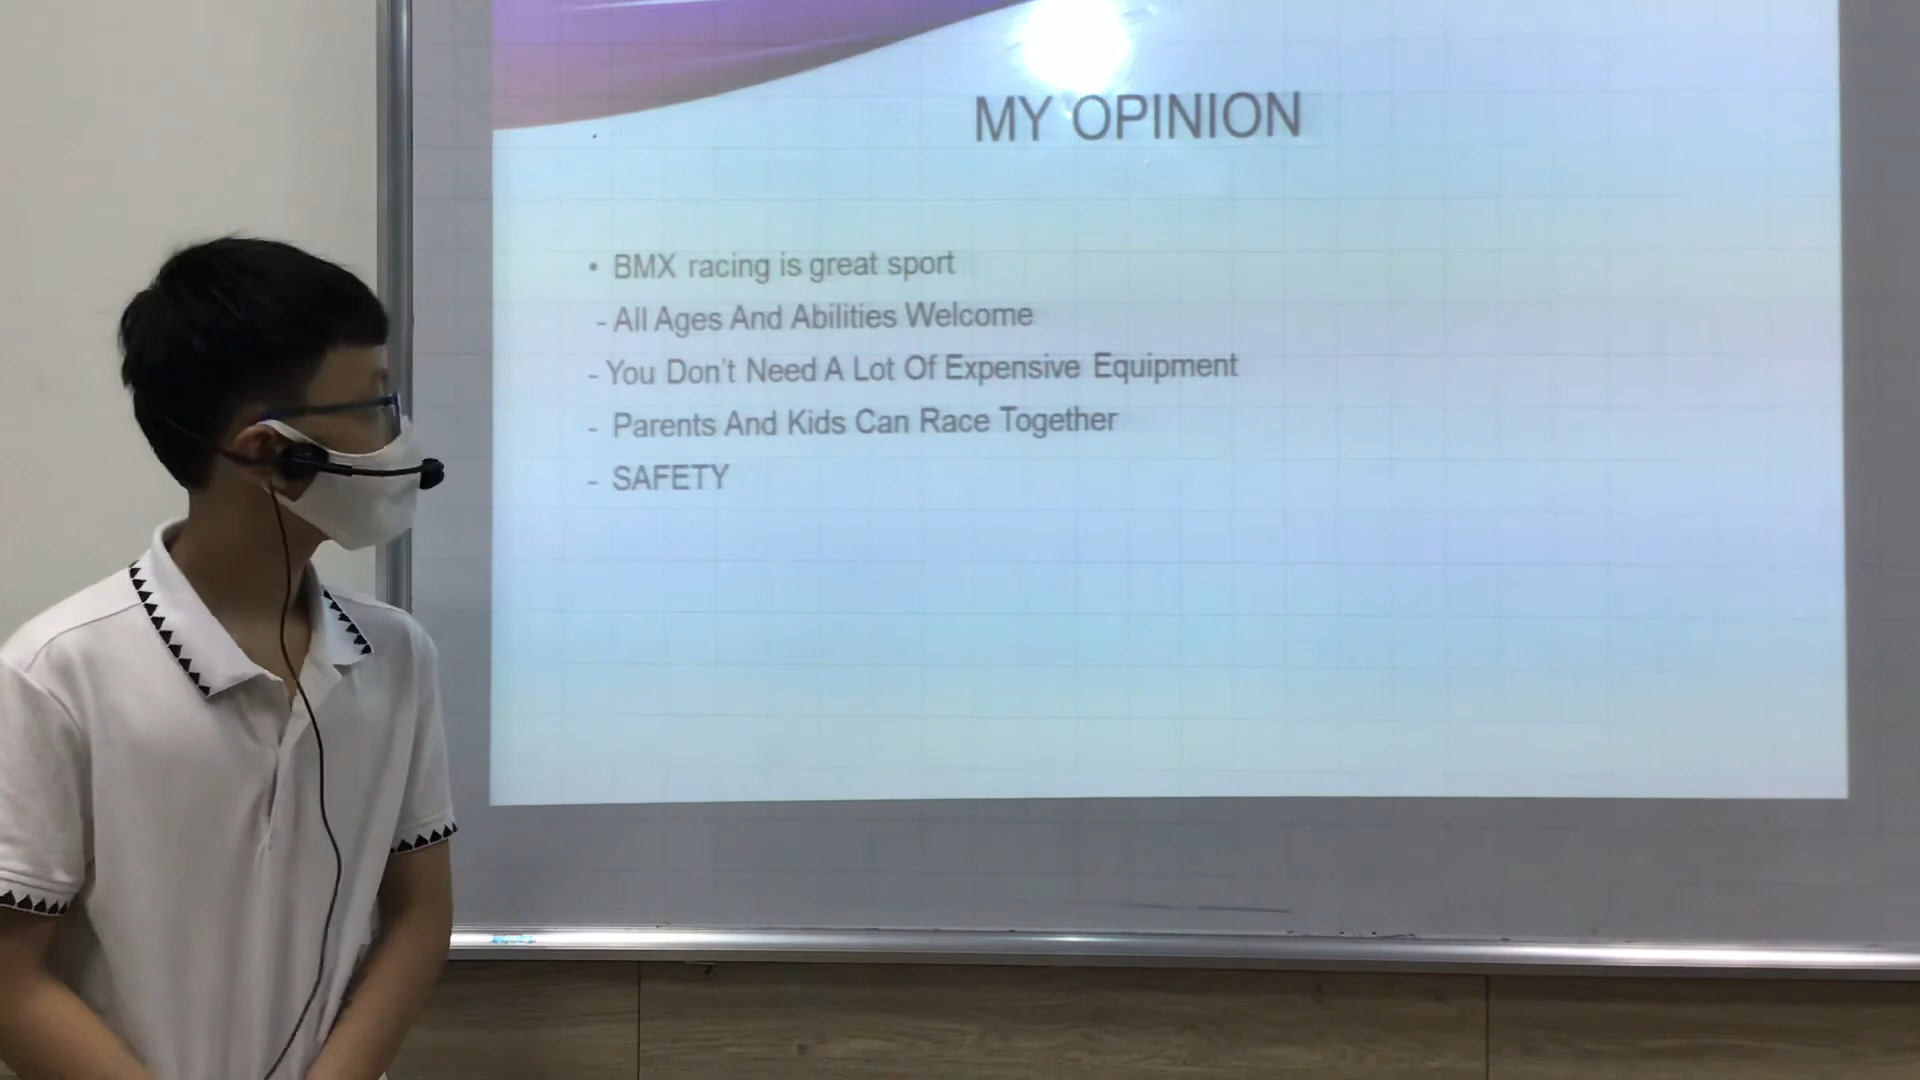 MY OPINION
• BMX racing is great sport
- All Ages And Abilities Welcome
- You Don't Need A Lot Of Expensive Equipment
- Parents And Kids Can Race Together
- SAFETY